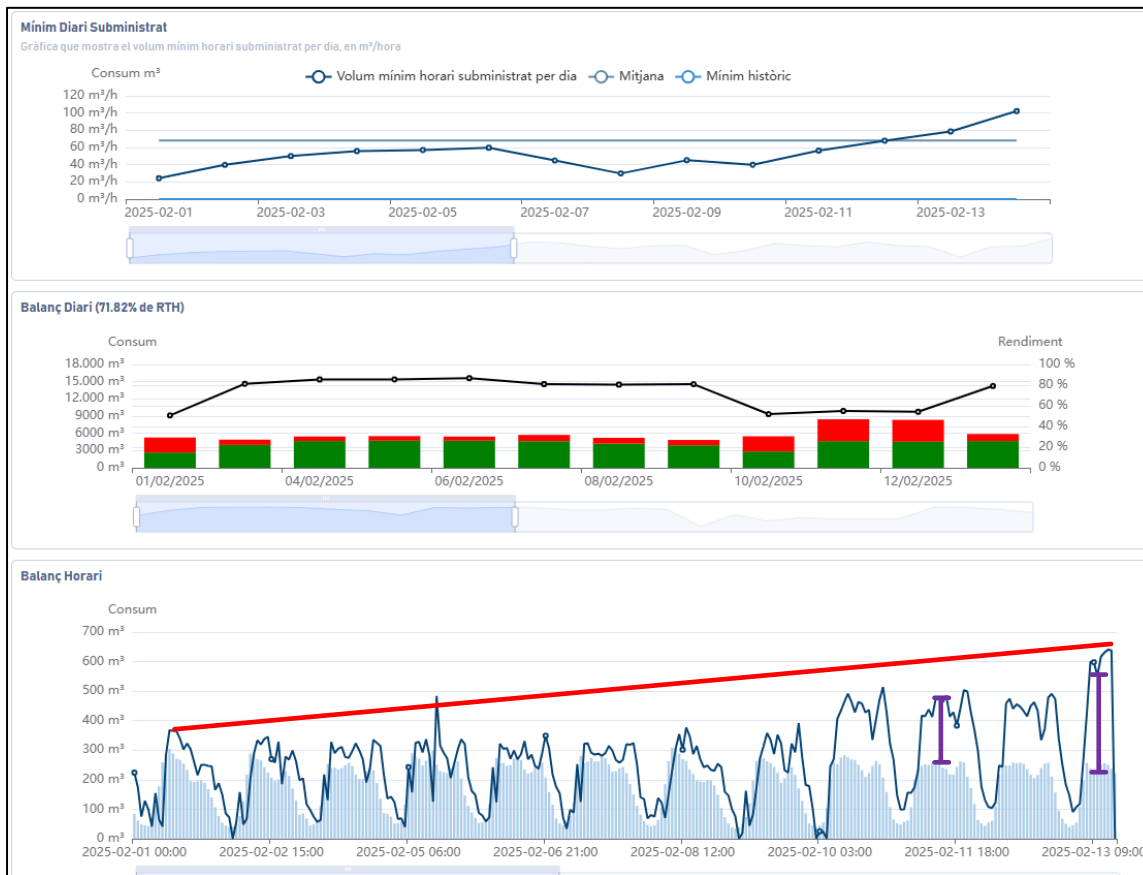 Mínim Diari Subministrat
Gràfica que mostra el volum mínim horari subministrat per dia, en m³/hora
Consum m³
Volum mínim horari subministrat per dia
Mitjana
Mínim històric
120 m³/h
100 m³/h
80 m³/h
60 m³/h
40 m³/h
20 m³/h
0 m³/h
2025-02-01
2025-02-03
2025-02-05
2025-02-07
2025-02-09
2025-02-11
2025-02-13
Balanç Diari (71.82% de RTH)
Consum
Rendiment
18.000 m³
15.000 m³
12.000 m³
9000 m³
6000 m³
3000 m³
0 m³
100 %
80 %
60 %
40 %
20 %
0 %
01/02/2025
04/02/2025
06/02/2025
08/02/2025
10/02/2025
12/02/2025
Balanç Horari
Consum
700 m³
600 m³
500 m³
400 m³
300 m³
200 m³
100 m³
0 m³
2025-02-01 00:00
2025-02-02 15:00
2025-02-05 06:00
2025-02-06 21:00
2025-02-08 12:00
2025-02-10 03:00
2025-02-11 18:00
2025-02-13 09:00